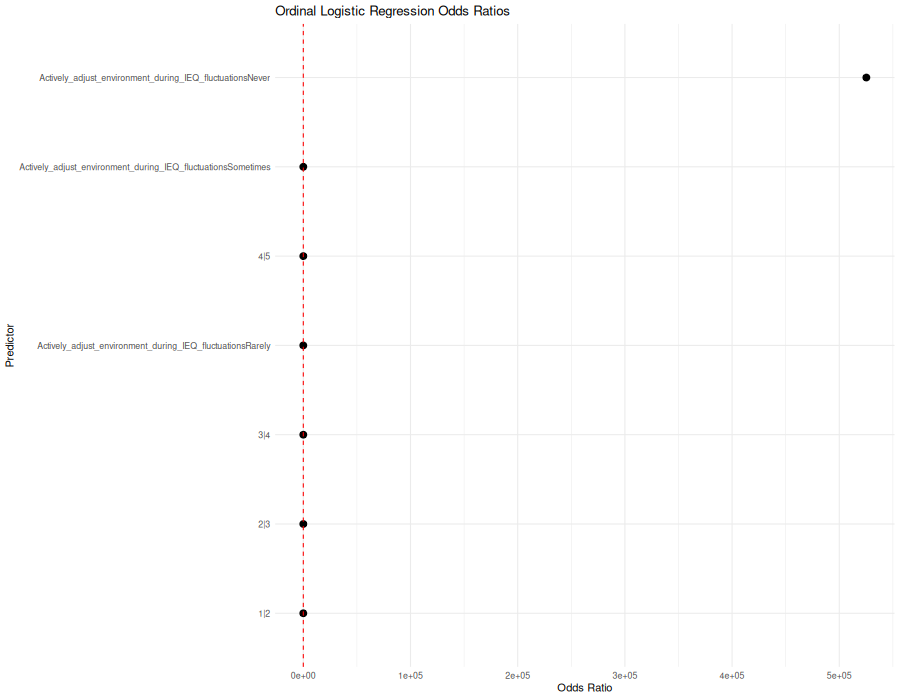 Ordinal Logistic Regression Odds Ratios
Actively_adjust_environment_during_IEQ_fluctuationsNever
Actively_adjust_environment_during_IEQ_fluctuationsSometimes
4|5
Actively_adjust_environment_during_IEQ_fluctuationsRarely
3|4
2|3
1|2
Predictor
0e+00 1e+05 2e+05 3e+05 4e+05 5e+05
Odds Ratio